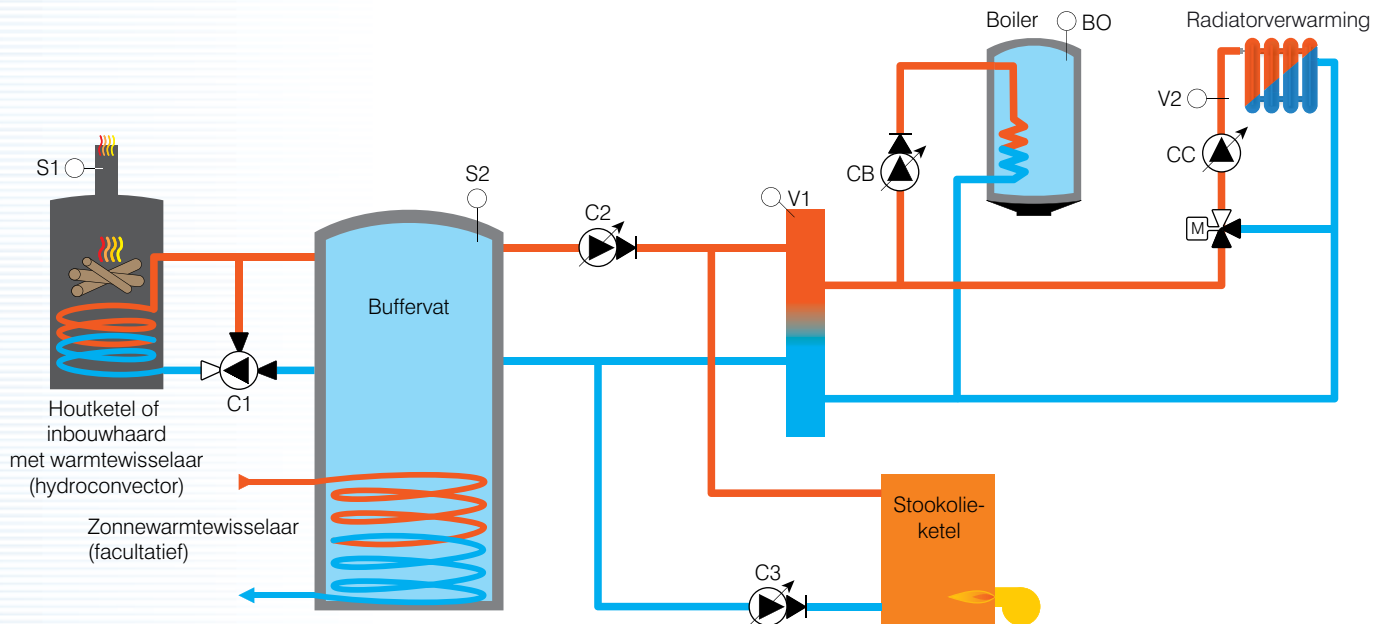 Boiler
BO
Radiatorverwarming
V2
CC
CB
M
S1
S2
C2
V1
Buffervat
C1
Houtketel of
inbouwhaard
met warmtewisselaar
(hydroconvector)
Zonnewarmtewisselaar
(facultatief)
Stookolie-
ketel
C3